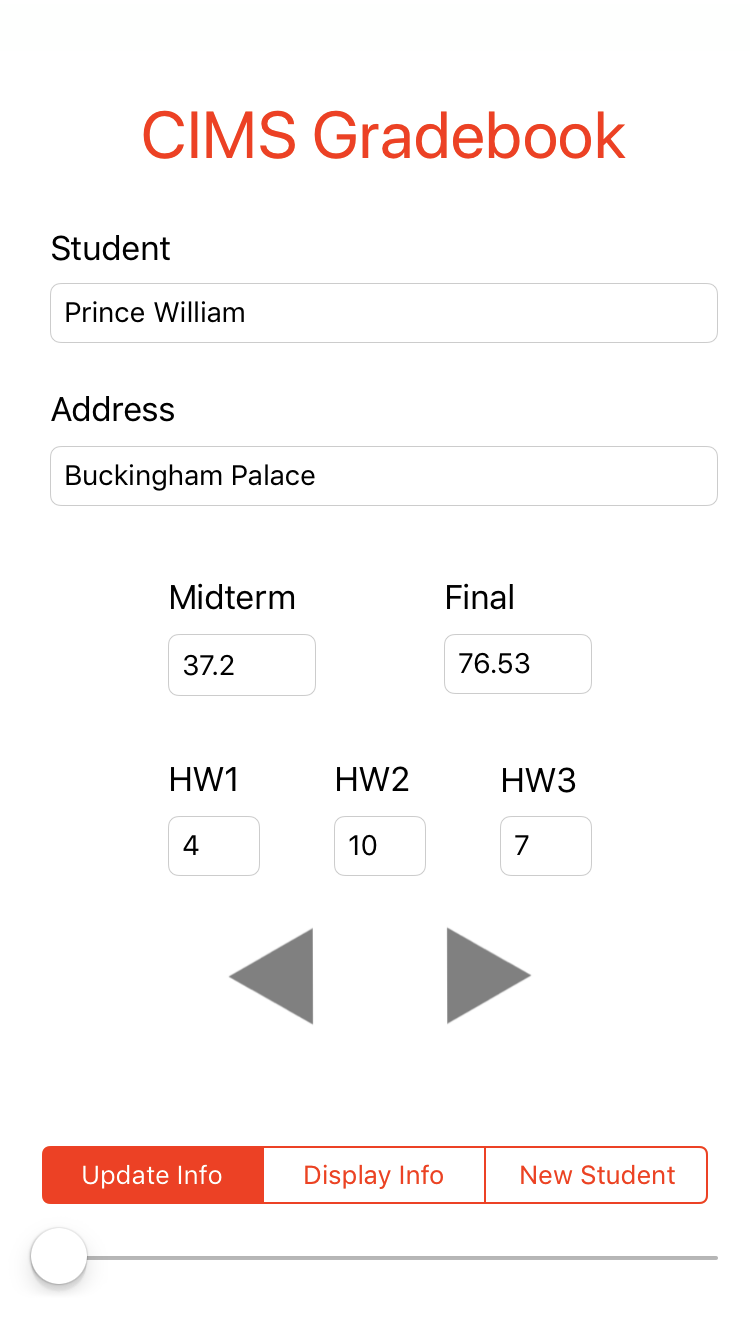 CIMS Gradebook
Student
Prince William
Address
Buckingham Palace
Midterm Final
37.2 76.53
HW1 HW2 HW3
4 10 7
Update Info Display Info New Student